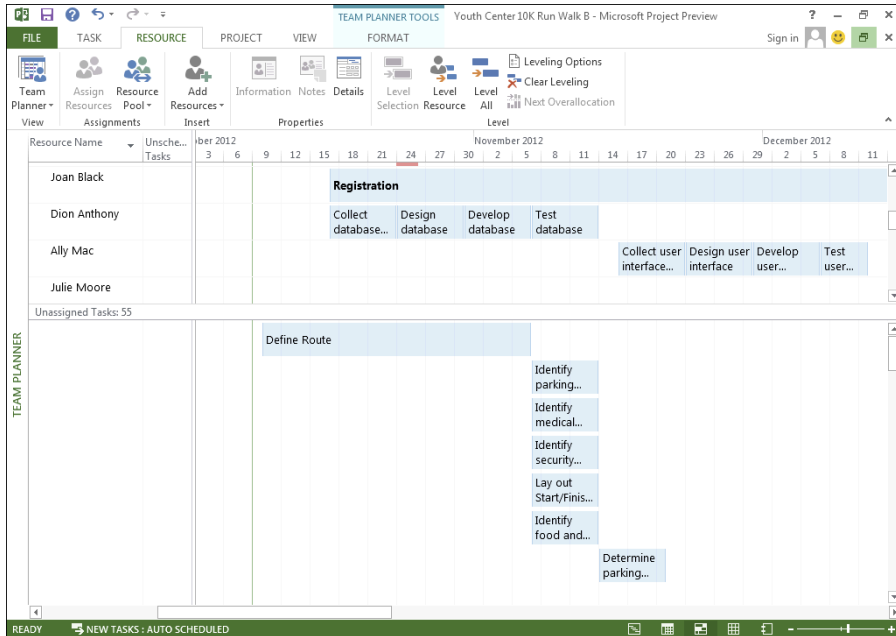 TEAM PLANNER TOOLS
Youth Center 10K Run Walk B - Microsoft Project Preview
FILE TASK RESOURCE PROJECT VIEW FORMAT Sign in
Team Planner
Assign Resources
Resource Pool
Add Resources
Information
Notes
Details
Level Selection
Level Resource
Level All
Leveling Options
Clear Leveling
Next Overallocation
View Assignments Insert Properties Level
Resource Name
Unsche...
Tasks
ber 2012 November 2012 December 2012
3 6 9 12 15 18 21 24 27 30 2 5 8 11 14 17 20 23 26 29 2 5 8 11
Joan Black
Registration
Dion Anthony
Collect
database...
Design
database
Develop
database
Test
database
Ally Mac
Collect user
interface...
Design user
interface
Develop
user...
Test
user...
Julie Moore
Unassigned Tasks: 55
TEAM PLANNER
Define Route
Identify
parking...
Identify
medical...
Identify
security...
Lay out
Start/Finis...
Identify
food and...
Determine
parking...
READY NEW TASKS : AUTO SCHEDULED